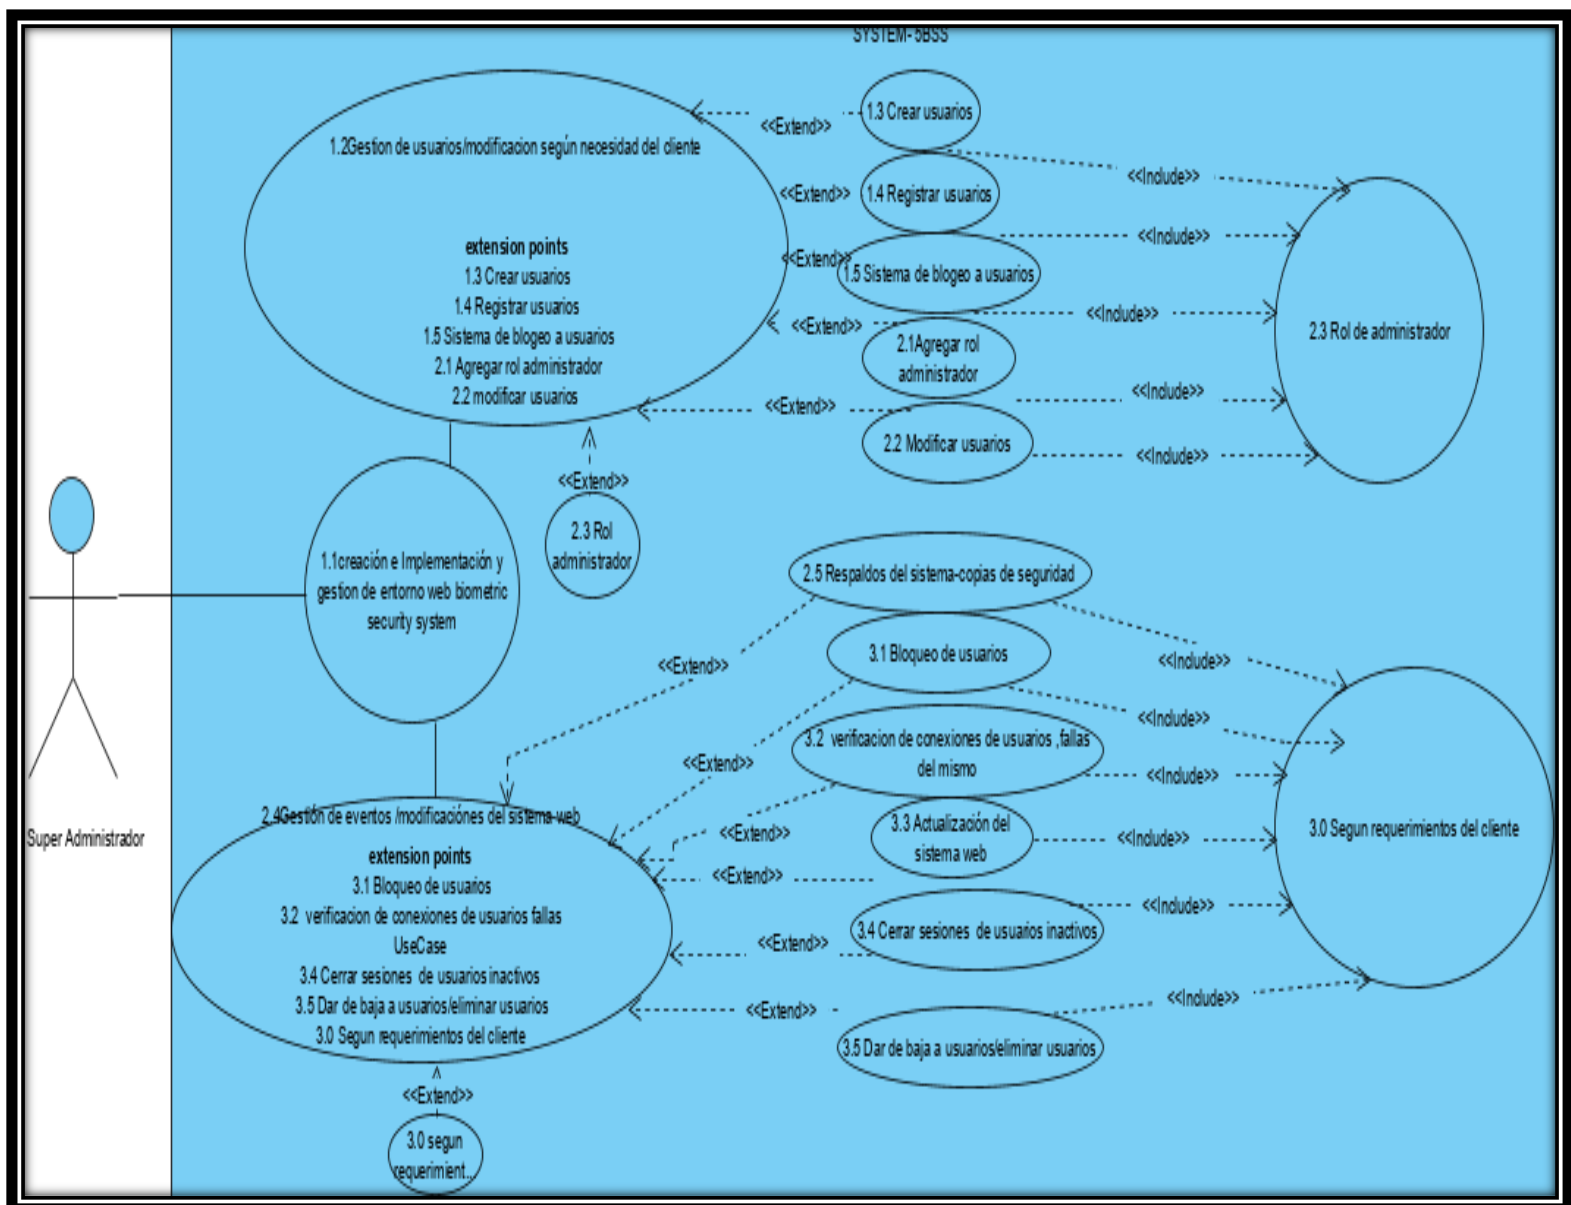 SYSTEM- 5BSS
1.2Gestion de usuarios/modificacion según necesidad del cliente
extension points
1.3 Crear usuarios
1.4 Registrar usuarios
1.5 Sistema de blogeo a usuarios
2.1 Agregar rol administrador
2.2 modificar usuarios
<<Extend>>
1.3 Crear usuarios
<<Include>>
<<Extend>>
1.4 Registrar usuarios
<<Include>>
<<Extend>>
1.5 Sistema de blogeo a usuarios
<<Include>>
<<Extend>>
2.1Agregar rol
administrador
<<Include>>
<<Extend>>
2.2 Modificar usuarios
<<Include>>
2.3 Rol de administrador
<<Extend>>
2.3 Rol
administrador
1.1creación e Implementación y
gestion de entorno web biometric
security system
Super Administrador
2.4Gestión de eventos /modificaciónes del sistema web
extension points
3.1 Bloqueo de usuarios
3.2 verificacion de conexiones de usuarios fallas
UseCase
3.4 Cerrar sesiones de usuarios inactivos
3.5 Dar de baja a usuarios/eliminar usuarios
3.0 Segun requerimientos del cliente
<<Extend>>
3.0 segun
requerimient...
2.5 Respaldos del sistema-copias de seguridad
<<Extend>>
<<Include>>
3.1 Bloqueo de usuarios
<<Extend>>
<<Include>>
3.2 verificacion de conexiones de usuarios ,fallas
del mismo
<<Extend>>
<<Include>>
3.3 Actualización del
sistema web
<<Extend>>
<<Include>>
3.4 Cerrar sesiones de usuarios inactivos
<<Extend>>
<<Include>>
3.5 Dar de baja a usuarios/eliminar usuarios
<<Extend>>
<<Include>>
3.0 Segun requerimientos del cliente